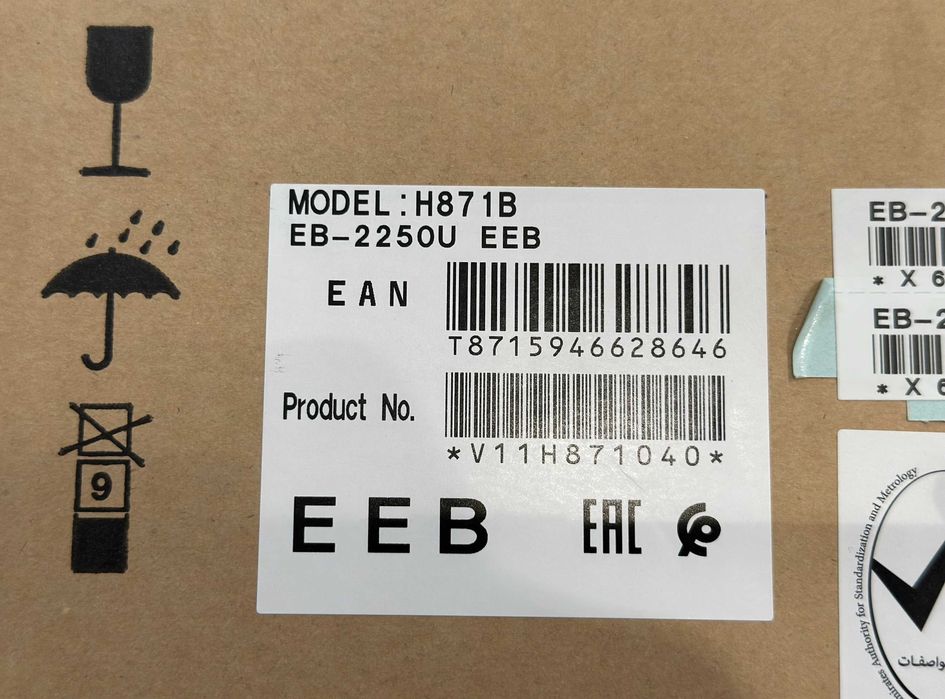 MODEL:H871B
EB-2250U EEB
EAN
T8715946628646
Product No.
*V11H871040*
EEB
EAC
9
EB-2
* X 6
EB-2
* X 6
Authority for Standardization and Metrology